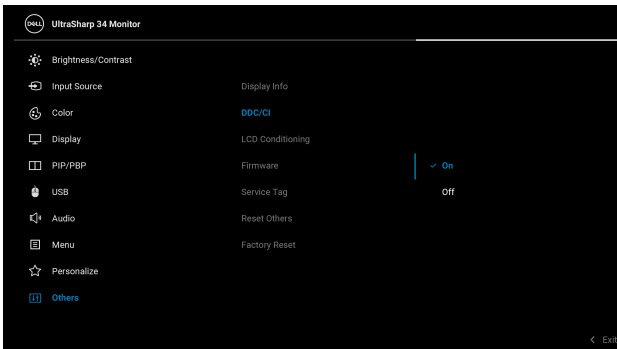 DELL UltraSharp 34 Monitor
Brightness/Contrast
Input Source Display Info
Color DDC/CI
Display LCD Conditioning
PIP/PBP Firmware On
USB Service Tag Off
Audio Reset Others
Menu Factory Reset
Personalize
Others
Exit